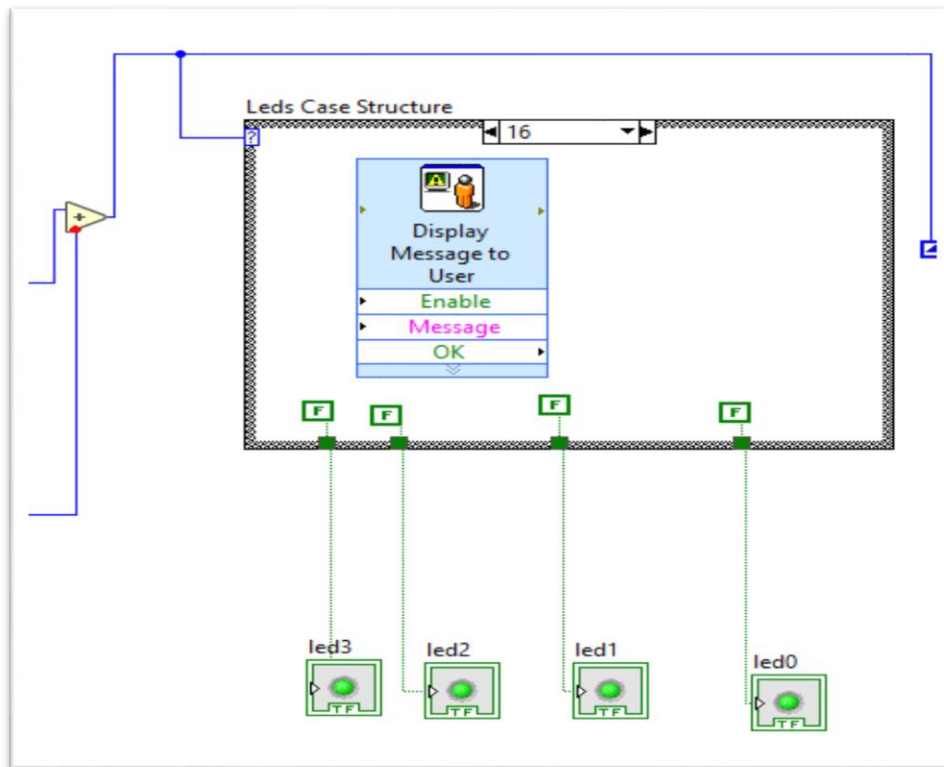 Leds Case Structure
16
?
+
Display
Message to
User
Enable
Message
OK
F
F
F
F
led3
led2
led1
led0
TF
TF
TF
TF